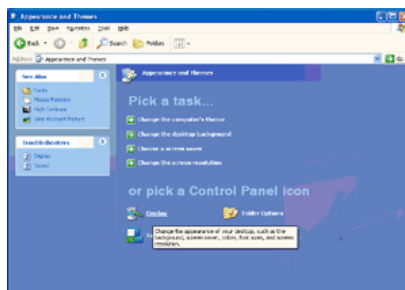 Appearance and Themes
File Edit View Favorites Tools Help
Back Search Folders
Address Appearance and Themes Go
See Also
Fonts
Mouse Pointers
High Contrast
User Account Picture
Troubleshooters
Display
Sound
Appearance and Themes
Pick a task...
Change the computer's theme
Change the desktop background
Choose a screen saver
Change the screen resolution
or pick a Control Panel icon
Display
Folder Options
Change the appearance of your desktop, such as the
background, screen saver, colors, font sizes, and screen
resolution.